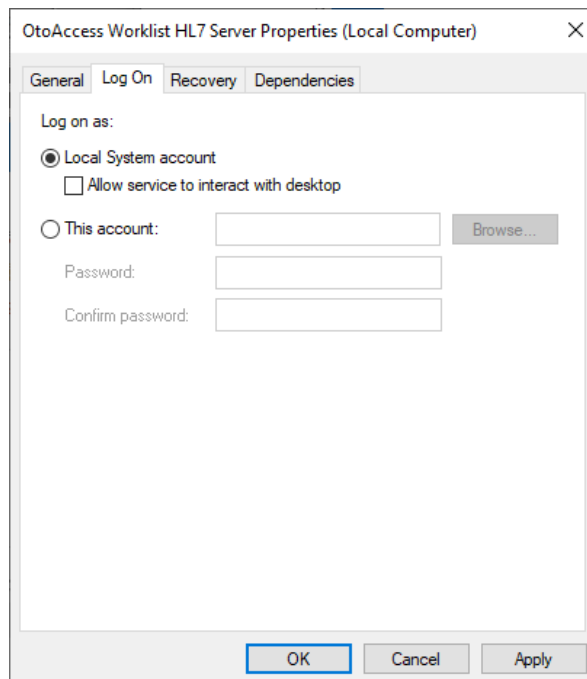 OtoAccess Worklist HL7 Server Properties (Local Computer)
General Log On Recovery Dependencies
Log on as:
Local System account
Allow service to interact with desktop
This account: Browse...
Password:
Confirm password:
OK Cancel Apply